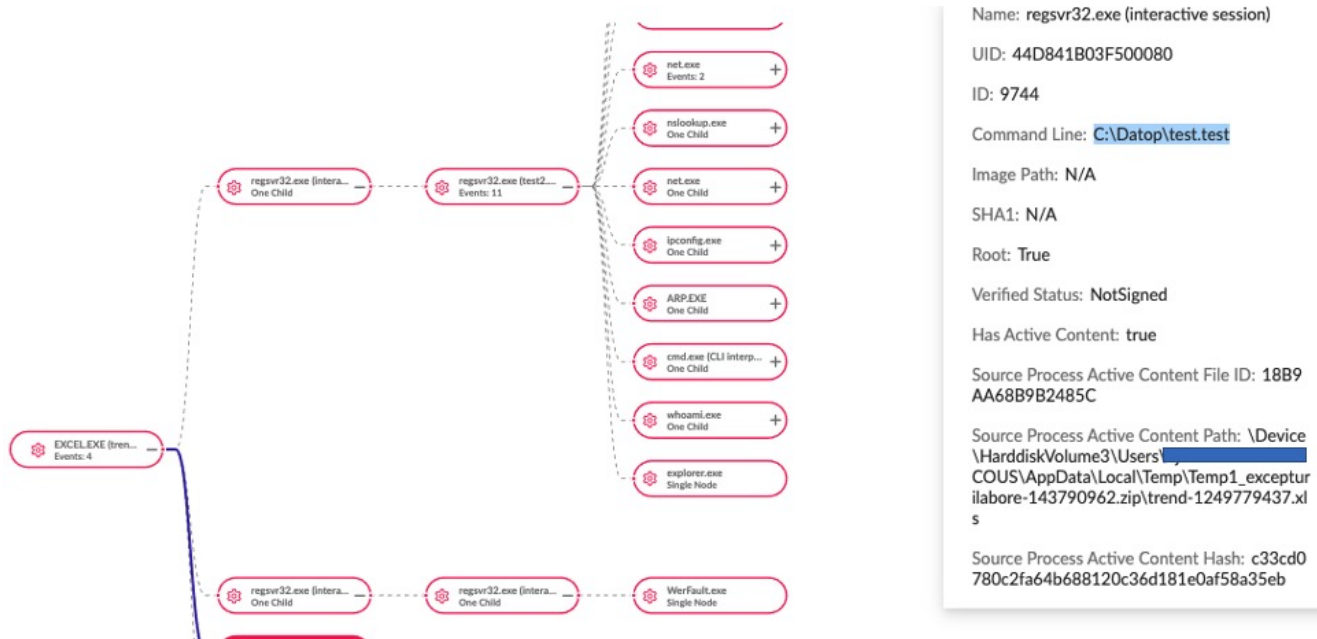 net.exe
Events: 2
nslookup.exe
One Child
regsvr32.exe (intera...
One Child
regsvr32.exe (test2....
Events: 11
net.exe
One Child
ipconfig.exe
One Child
ARP.EXE
One Child
cmd.exe (CLI interp...
One Child
whoami.exe
One Child
EXCEL.EXE (tren...
Events: 4
explorer.exe
Single Node
regsvr32.exe (intera...
One Child
regsvr32.exe (intera...
One Child
WerFault.exe
Single Node
Name: regsvr32.exe (interactive session)
UID: 44D841B03F500080
ID: 9744
Command Line: C:\Datop\test.test
Image Path: N/A
SHA1: N/A
Root: True
Verified Status: NotSigned
Has Active Content: true
Source Process Active Content File ID: 18B9
AA68B9B2485C
Source Process Active Content Path: \Device
\HarddiskVolume3\Users\
COUS\AppData\Local\Temp\Temp1_exceptur
ilabore-143790962.zip\trend-1249779437.xl
s
Source Process Active Content Hash: c33cd0
780c2fa64b688120c36d181e0af58a35eb